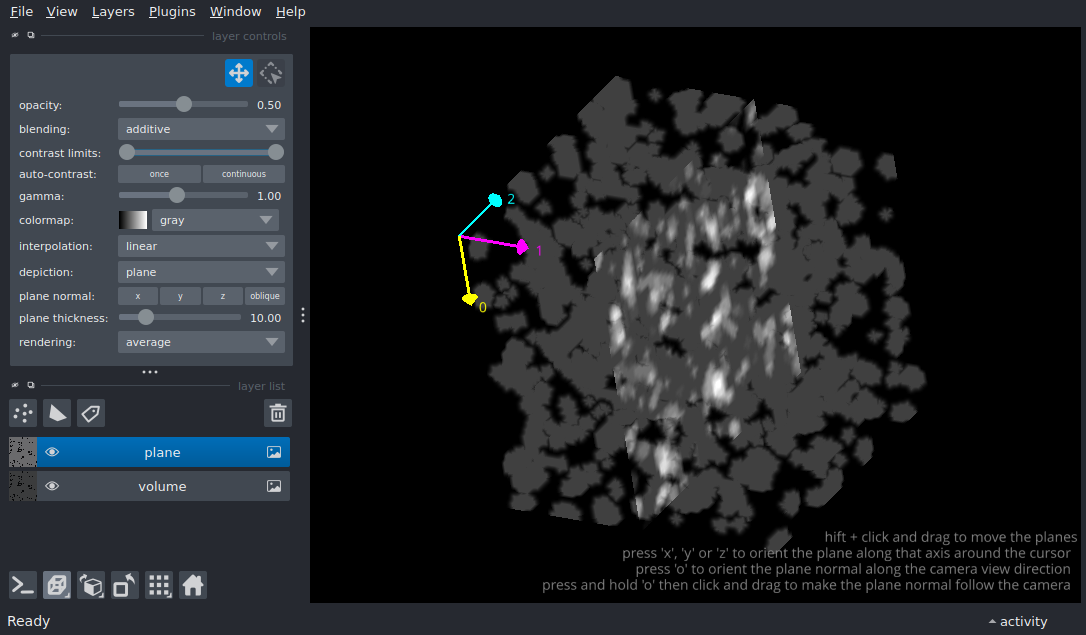 File View Layers Plugins Window Help
layer controls
opacity: 0.50
blending: additive
contrast limits:
auto-contrast: once continuous
gamma: 1.00
colormap: gray
interpolation: linear
depiction: plane
plane normal: x y z oblique
plane thickness: 10.00
rendering: average
layer list
plane
volume
2
1
0
hift + click and drag to move the planes
press 'x', 'y' or 'z' to orient the plane along that axis around the cursor
press 'o' to orient the plane normal along the camera view direction
press and hold 'o' then click and drag to make the plane normal follow the camera
Ready
activity